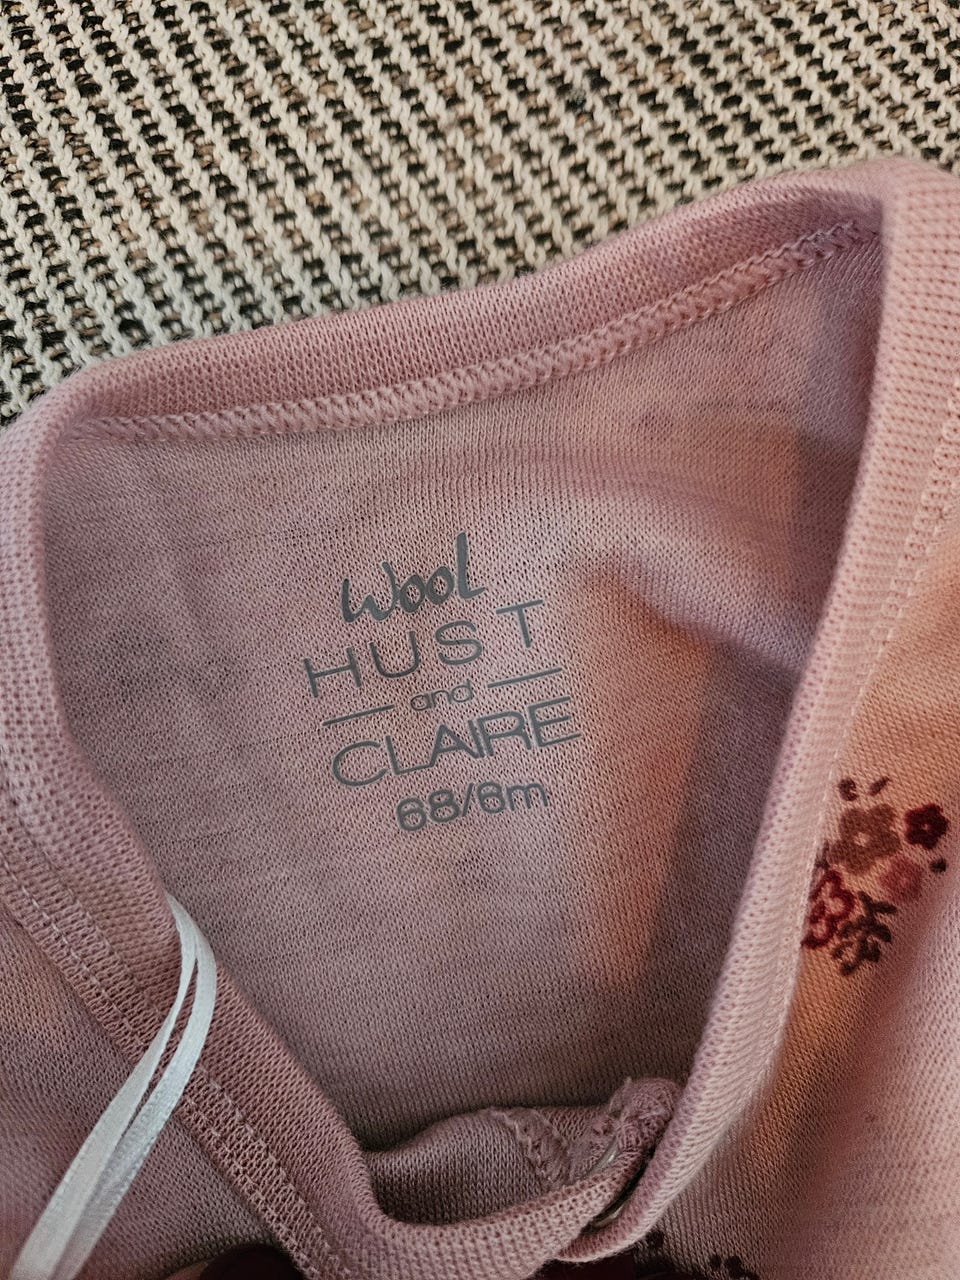 Wool
HUST
and
CLAIRE
68/6m